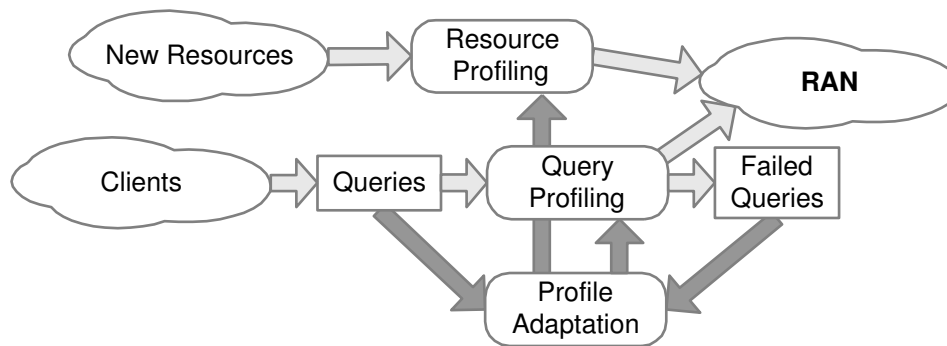 New Resources
Resource
Profiling
RAN
Clients
Queries
Query
Profiling
Failed
Queries
Profile
Adaptation